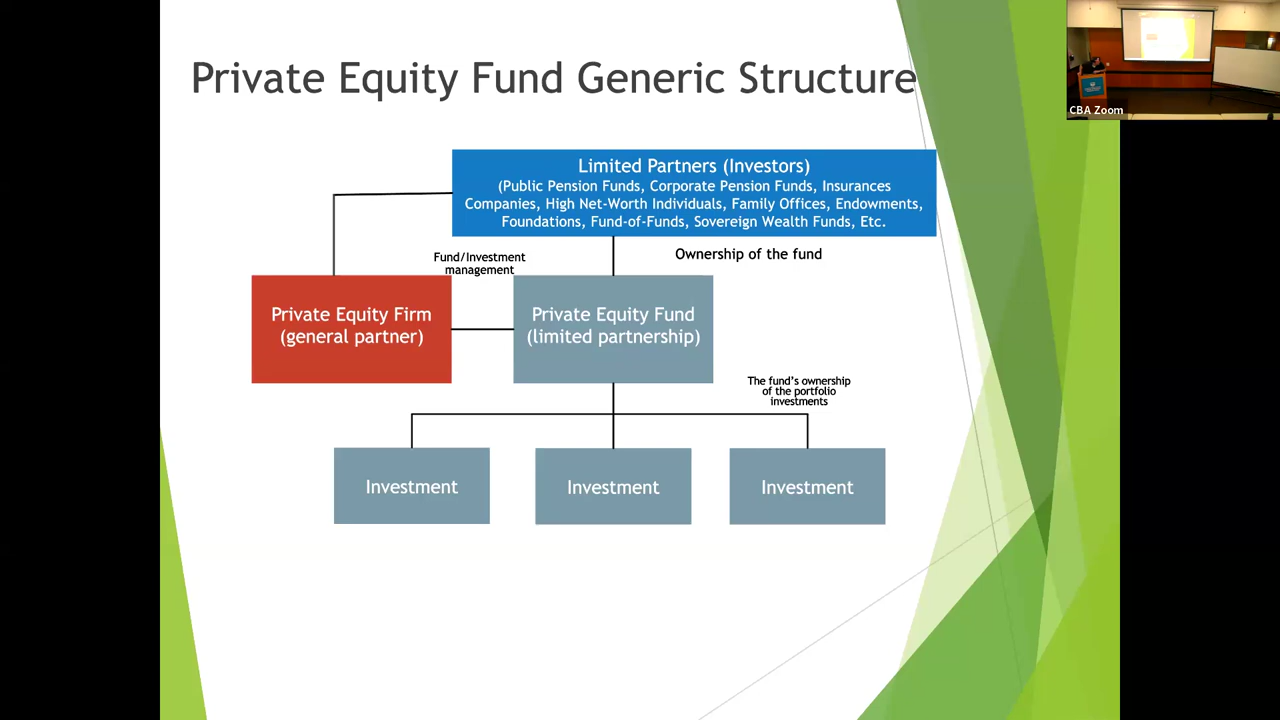 Private Equity Fund Generic Structure
CBA Zoom
Limited Partners (Investors)
(Public Pension Funds, Corporate Pension Funds, Insurances
Companies, High Net-Worth Individuals, Family Offices, Endowments,
Foundations, Fund-of-Funds, Sovereign Wealth Funds, Etc.
Fund/Investment
management
Ownership of the fund
Private Equity Firm
(general partner)
Private Equity Fund
(limited partnership)
The fund's ownership
of the portfolio
investments
Investment
Investment
Investment